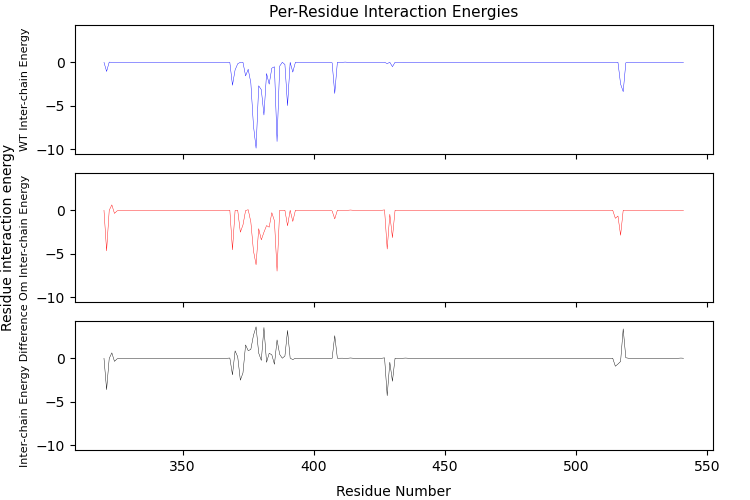 Per-Residue Interaction Energies
Residue interaction energy
WT Inter-chain Energy
0
−5
−10
Om Inter-chain Energy
0
−5
−10
Inter-chain Energy Difference
0
−5
−10
350
400
450
500
550
Residue Number